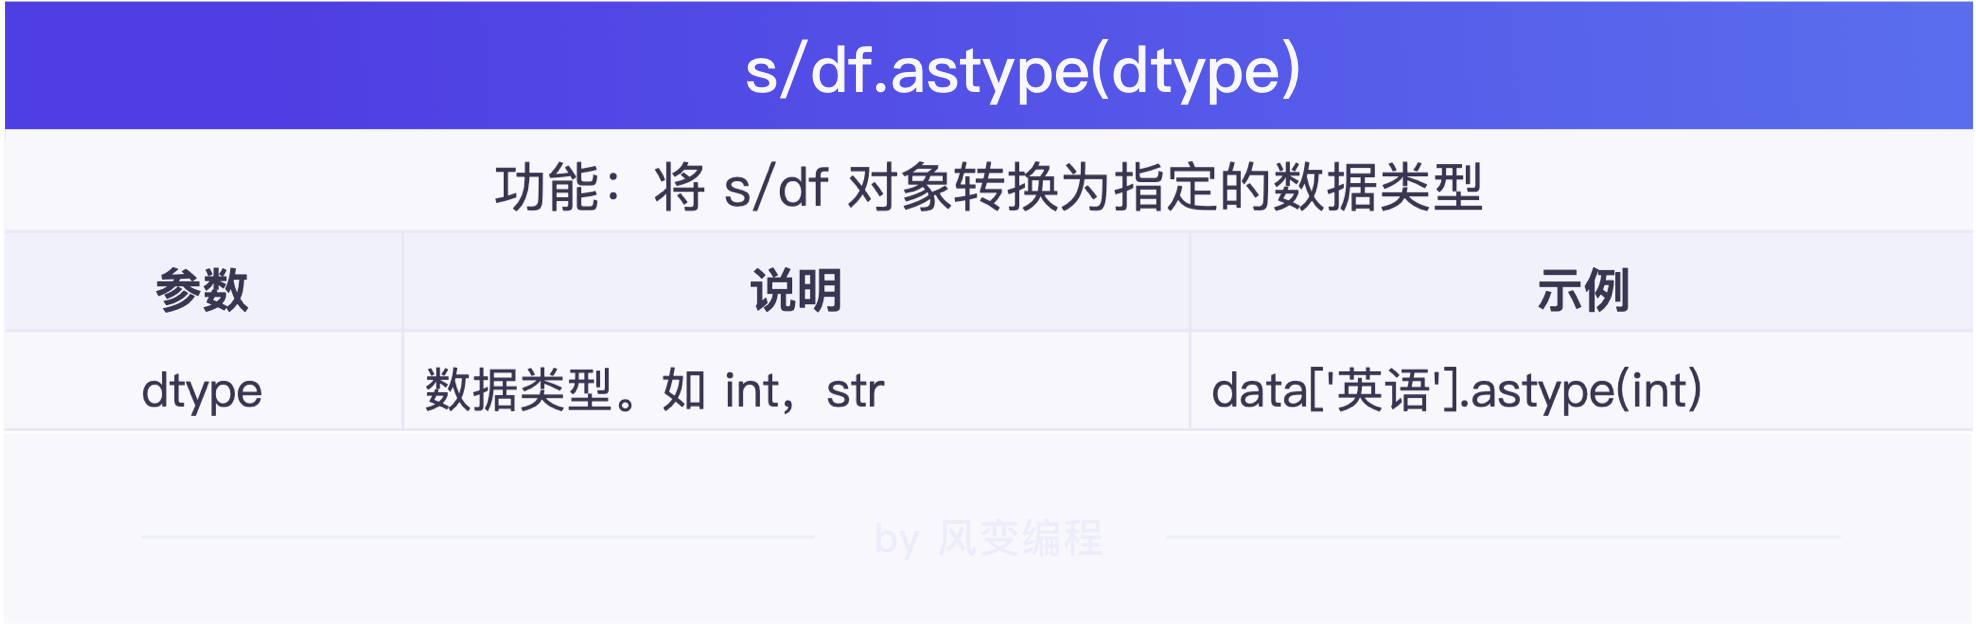 s/df.astype(dtype)
功能：将 s/df 对象转换为指定的数据类型
参数 说明 示例
dtype 数据类型。如 int，str data['英语'].astype(int)
by 风变编程